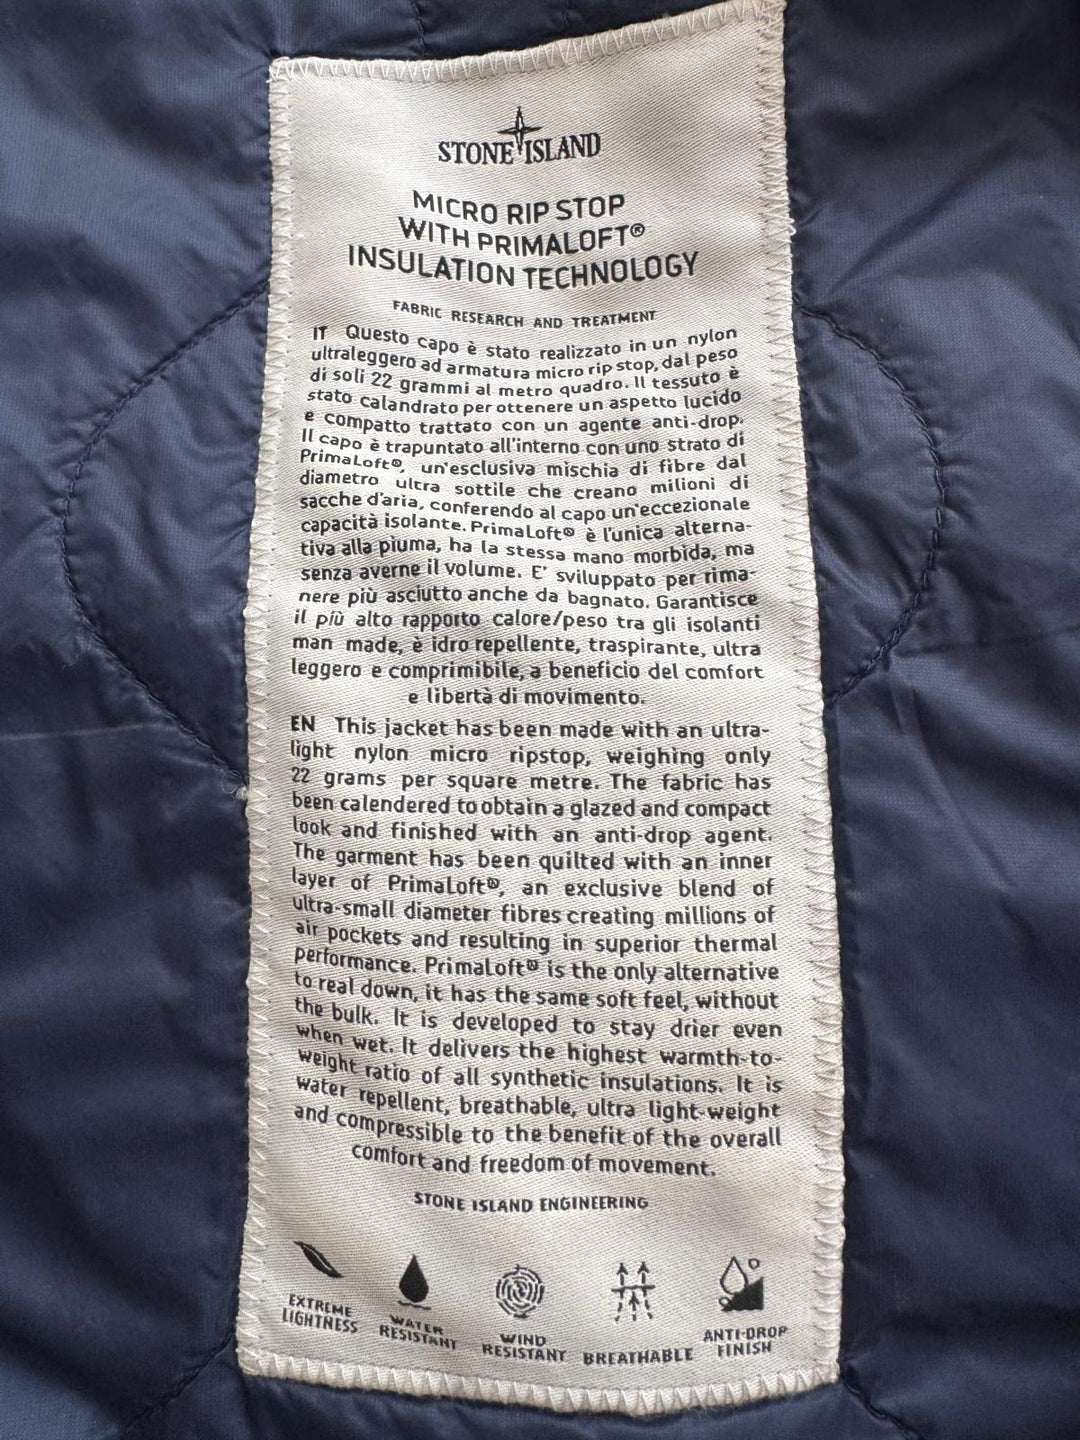 STONE ISLAND
MICRO RIP STOP
WITH PRIMALOFT®
INSULATION TECHNOLOGY
FABRIC RESEARCH AND TREATMENT
IT Questo capo è stato realizzato in un nylon
ultraleggero ad armatura micro rip stop, dal peso
di soli 22 grammi al metro quadro. Il tessuto è
stato calandrato per ottenere un aspetto lucido
e compatto trattato con un agente anti-drop.
Il capo è trapuntato all'interno con uno strato di
PrimaLoft®, un'esclusiva mischia di fibre dal
diametro ultra sottile che creano milioni di
sacche d'aria, conferendo al capo un'eccezionale
capacità isolante. PrimaLoft® è l'unica alterna-
tiva alla piuma, ha la stessa mano morbida, ma
senza averne il volume. E' sviluppato per rima-
nere più asciutto anche da bagnato. Garantisce
il più alto rapporto calore/peso tra gli isolanti
man made, è idro repellente, traspirante, ultra
leggero e comprimibile, a beneficio del comfort
e libertà di movimento.
EN This jacket has been made with an ultra-
light nylon micro ripstop, weighing only
22 grams per square metre. The fabric has
been calendered to obtain a glazed and compact
look and finished with an anti-drop agent.
The garment has been quilted with an inner
layer of PrimaLoft®, an exclusive blend of
ultra-small diameter fibres creating millions of
air pockets and resulting in superior thermal
performance. PrimaLoft® is the only alternative
to real down, it has the same soft feel, without
the bulk. It is developed to stay drier even
when wet. It delivers the highest warmth-to-
weight ratio of all synthetic insulations. It is
water repellent, breathable, ultra light-weight
and compressible to the benefit of the overall
comfort and freedom of movement.
STONE ISLAND ENGINEERING
EXTREME
LIGHTNESS
WATER
RESISTANT
WIND
RESISTANT
BREATHABLE
ANTI-DROP
FINISH